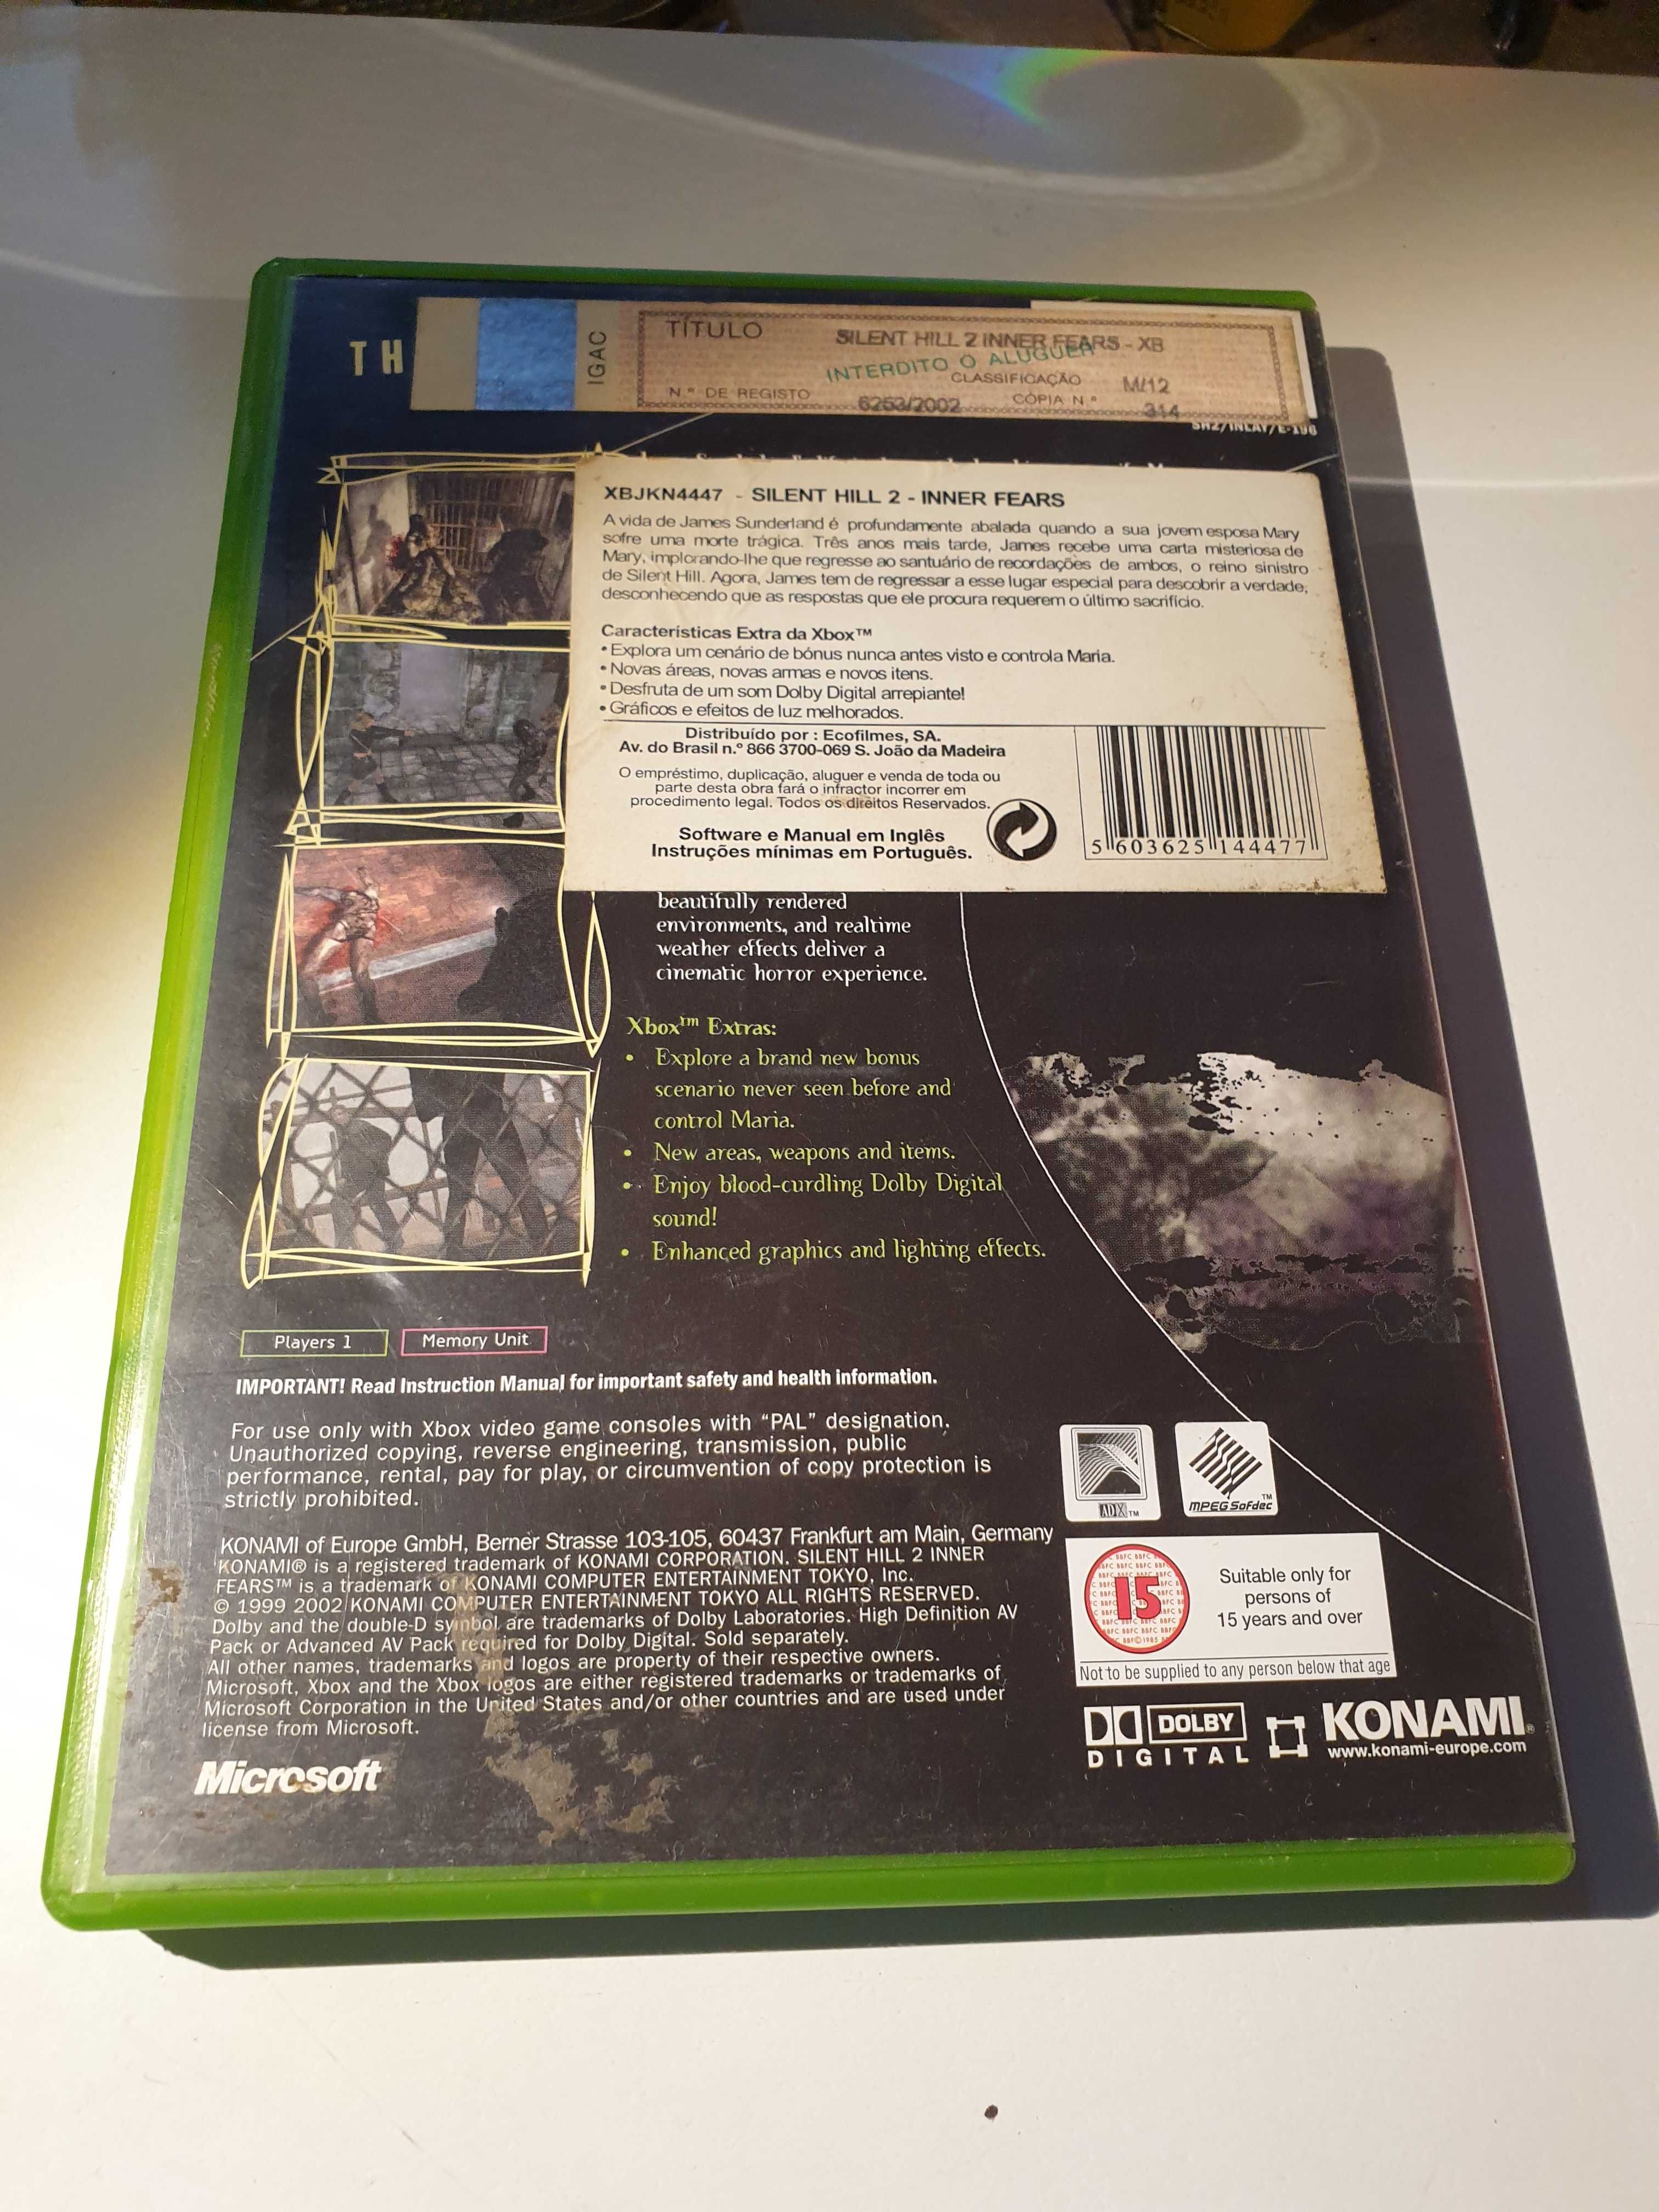 TH
IGAC
TÍTULO
SILENT HILL 2 INNER FEARS - XB
INTERDITO O ALUGUER
CLASSIFICAÇÃO M/12
N.º DE REGISTO 6253/2002 CÓPIA N.º 314
SH2/INLAY/E-196
XBJKN4447 - SILENT HILL 2 - INNER FEARS
A vida de James Sunderland é profundamente abalada quando a sua jovem esposa Mary
sofre uma morte trágica. Três anos mais tarde, James recebe uma carta misteriosa de
Mary, implorando-lhe que regresse ao santuário de recordações de ambos, o reino sinistro
de Silent Hill. Agora, James tem de regressar a esse lugar especial para descobrir a verdade,
desconhecendo que as respostas que ele procura requerem o último sacrifício.
Características Extra da Xbox™
• Explora um cenário de bónus nunca antes visto e controla Maria.
• Novas áreas, novas armas e novos itens.
• Desfruta de um som Dolby Digital arrepiante!
• Gráficos e efeitos de luz melhorados.
Distribuído por : Ecofilmes, SA.
Av. do Brasil n.º 866 3700-069 S. João da Madeira
O empréstimo, duplicação, aluguer e venda de toda ou
parte desta obra fará o infractor incorrer em
procedimento legal. Todos os direitos Reservados.
Software e Manual em Inglês
Instruções mínimas em Português.
5 603625 144477
beautifully rendered
environments, and realtime
weather effects deliver a
cinematic horror experience.
Xbox™ Extras:
• Explore a brand new bonus
scenario never seen before and
control Maria.
• New areas, weapons and items.
• Enjoy blood-curdling Dolby Digital
sound!
• Enhanced graphics and lighting effects.
Players 1
Memory Unit
IMPORTANT! Read Instruction Manual for important safety and health information.
For use only with Xbox video game consoles with “PAL” designation.
Unauthorized copying, reverse engineering, transmission, public
performance, rental, pay for play, or circumvention of copy protection is
strictly prohibited.
ADX™
MPEG Sofdec™
KONAMI of Europe GmbH, Berner Strasse 103-105, 60437 Frankfurt am Main, Germany
KONAMI® is a registered trademark of KONAMI CORPORATION. SILENT HILL 2 INNER
FEARS™ is a trademark of KONAMI COMPUTER ENTERTAINMENT TOKYO, Inc.
© 1999 2002 KONAMI COMPUTER ENTERTAINMENT TOKYO ALL RIGHTS RESERVED.
Dolby and the double-D symbol are trademarks of Dolby Laboratories. High Definition AV
Pack or Advanced AV Pack required for Dolby Digital. Sold separately.
All other names, trademarks and logos are property of their respective owners.
Microsoft, Xbox and the Xbox logos are either registered trademarks or trademarks of
Microsoft Corporation in the United States and/or other countries and are used under
license from Microsoft.
15
Suitable only for
persons of
15 years and over
Not to be supplied to any person below that age
Microsoft
DOLBY
DIGITAL
KONAMI®
www.konami-europe.com